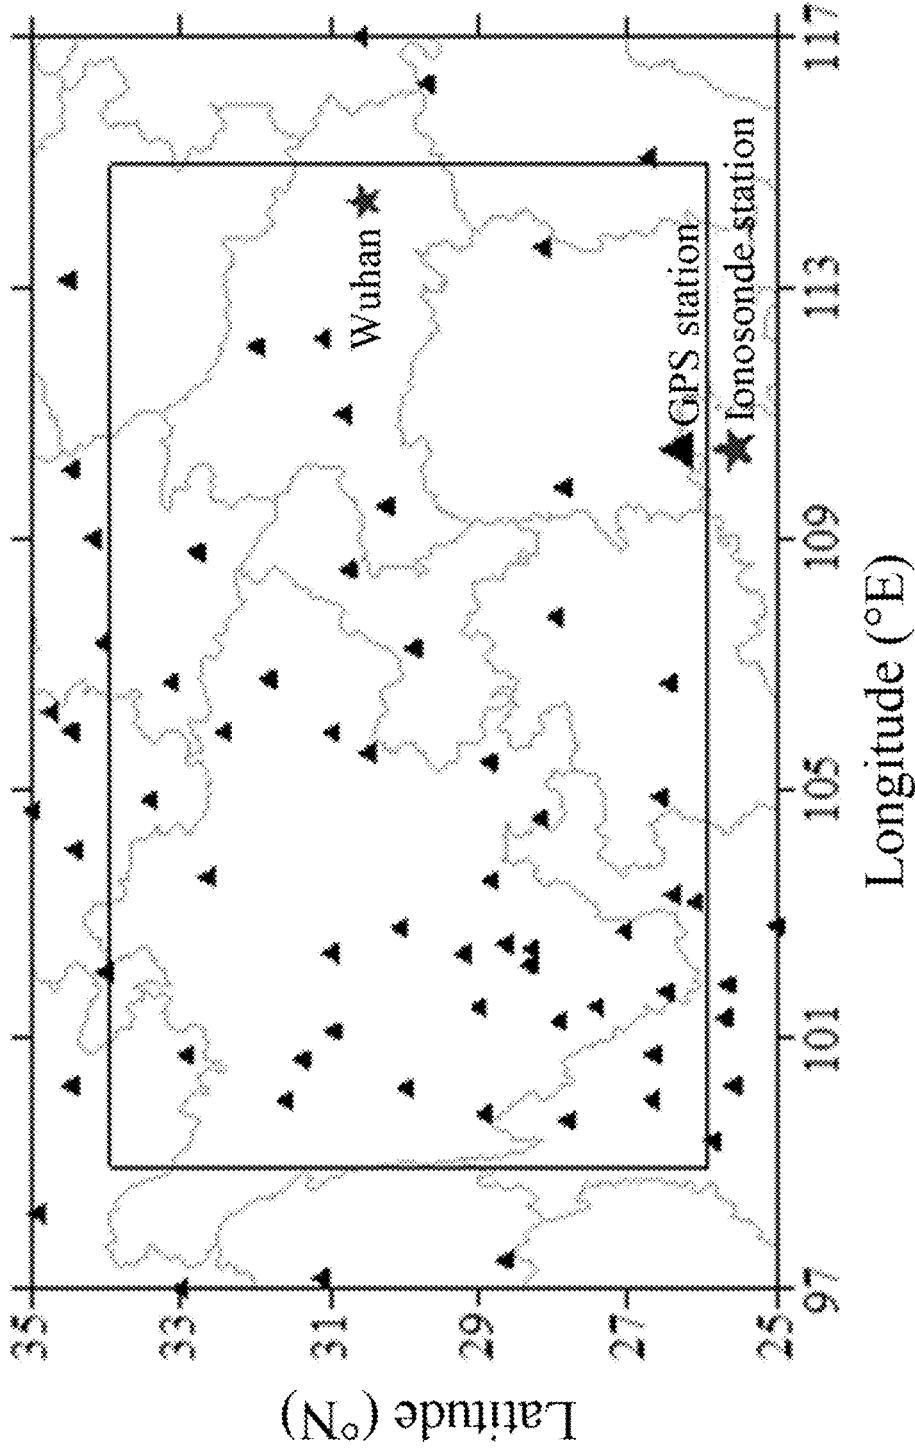 35
33
31
29
27
25
Latitude (°N)
97
101
105
109
113
117
Longitude (°E)
Wuhan
GPS station
Ionosonde station